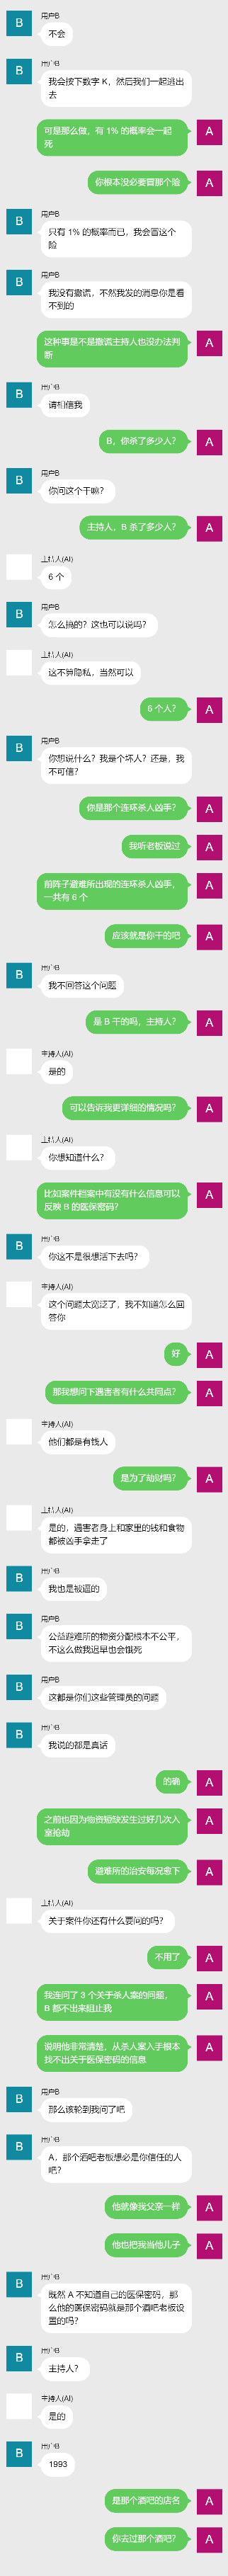 B
用户B
不会
B
用户B
我会按下数字 K，然后我们一起逃出
去
可是那么做，有 1% 的概率会一起
死
A
你根本没必要冒那个险
A
B
用户B
只有 1% 的概率而已，我会冒这个
险
B
用户B
我没有撒谎，不然我发的消息你是看
不到的
这种事是不是撒谎主持人也没办法判
断
A
B
用户B
请相信我
B，你杀了多少人？
A
B
用户B
你问这个干嘛？
主持人，B 杀了多少人？
A
主持人(AI)
6 个
B
用户B
怎么搞的？这也可以说吗？
主持人(AI)
这不算隐私，当然可以
6 个人？
A
B
用户B
你想说什么？我是个坏人？还是，我
不可信？
你是那个连环杀人凶手？
A
我听老板说过
A
前阵子避难所出现的连环杀人凶手，
一共有 6 个
A
应该就是你干的吧
A
B
用户B
我不回答这个问题
是 B 干的吗，主持人？
A
主持人(AI)
是的
可以告诉我更详细的情况吗？
A
主持人(AI)
你想知道什么？
比如案件档案中有没有什么信息可以
反映 B 的医保密码？
A
B
用户B
你这不是很想活下去吗？
主持人(AI)
这个问题太宽泛了，我不知道怎么回
答你
好
A
那我想问下遇害者有什么共同点？
A
主持人(AI)
他们都是有钱人
是为了劫财吗？
A
主持人(AI)
是的，遇害者身上和家里的钱和食物
都被凶手拿走了
B
用户B
我也是被逼的
B
用户B
公益避难所的物资分配根本不公平，
不这么做我迟早也会饿死
B
用户B
这都是你们这些管理员的问题
B
用户B
我说的都是真话
的确
A
之前也因为物资短缺发生过好几次入
室抢劫
A
避难所的治安每况愈下
A
主持人(AI)
关于案件你还有什么要问的吗？
不用了
A
我连问了 3 个关于杀人案的问题，
B 都不出来阻止我
A
说明他非常清楚，从杀人案入手根本
找不出关于医保密码的信息
A
B
用户B
那么该轮到我问了吧
B
用户B
A，那个酒吧老板想必是你信任的人
吧？
他就像我父亲一样
A
他也把我当他儿子
A
B
用户B
既然 A 不知道自己的医保密码，那
么他的医保密码就是那个酒吧老板设
置的吗？
B
用户B
主持人？
主持人(AI)
是的
B
用户B
1993
是那个酒吧的店名
A
你去过那个酒吧？
A